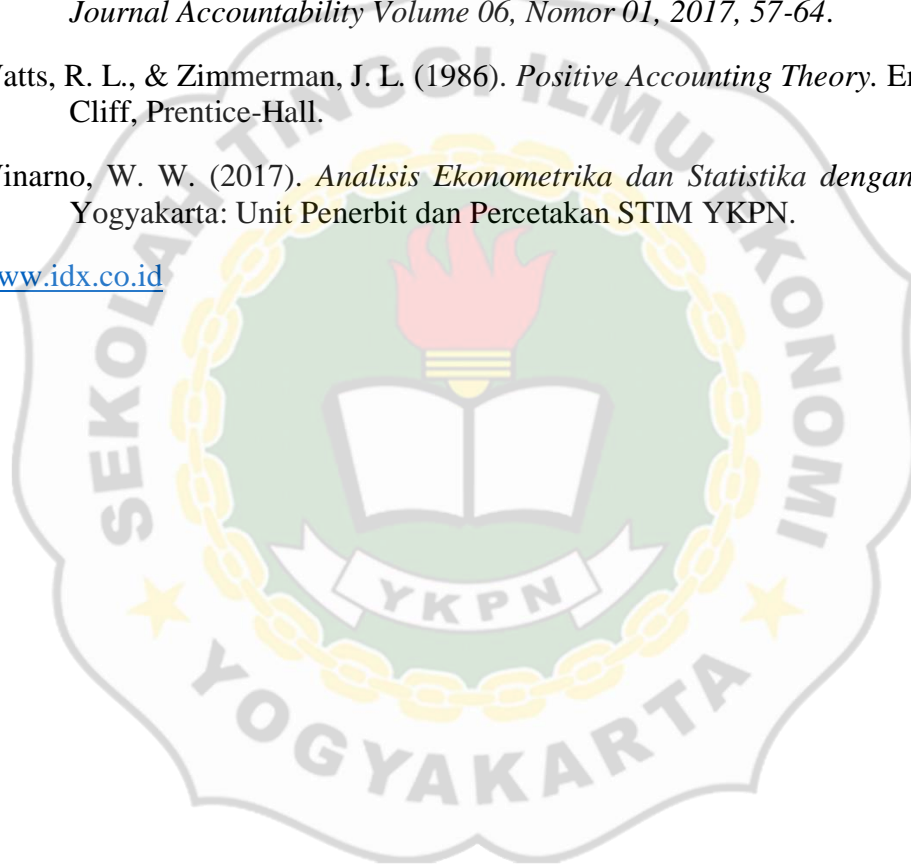 Journal Accountability Volume 06, Nomor 01, 2017, 57-64.
atts, R. L., & Zimmerman, J. L. (1986). Positive Accounting Theory. En
Cliff, Prentice-Hall.
inarno, W. W. (2017). Analisis Ekonometrika dan Statistika dengan
Yogyakarta: Unit Penerbit dan Percetakan STIM YKPN.
ww.idx.co.id
SEKOLAH TINGGI ILMU EKONOMI
YKPN
YOGYAKARTA